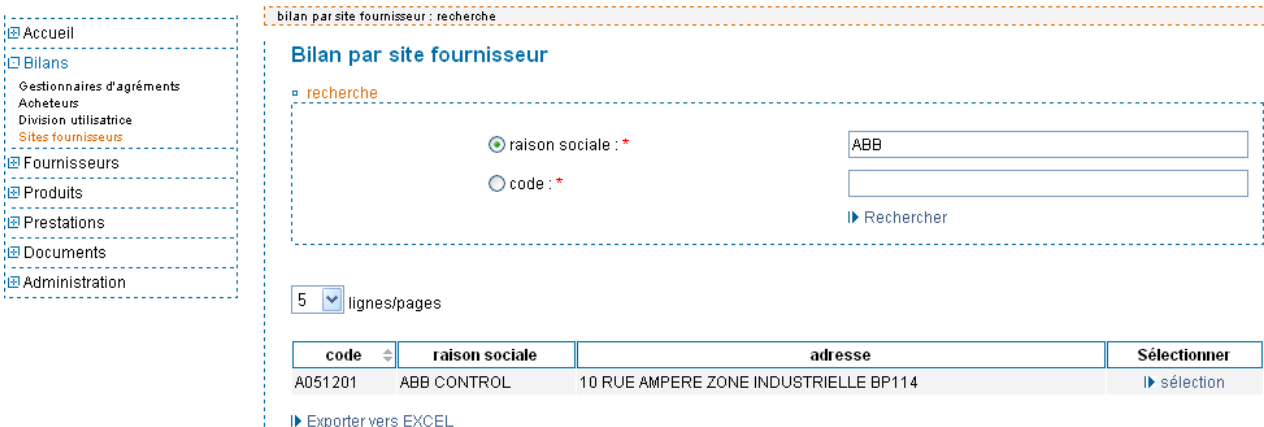 bilan par site fournisseur : recherche
Accueil
Bilans
Gestionnaires d'agréments
Acheteurs
Division utilisatrice
Sites fournisseurs
Fournisseurs
Produits
Prestations
Documents
Administration
Bilan par site fournisseur
recherche
raison sociale : * ABB
code : *
Rechercher
5 lignes/pages
code raison sociale adresse Sélectionner
A051201 ABB CONTROL 10 RUE AMPERE ZONE INDUSTRIELLE BP114 sélection
Exporter vers EXCEL